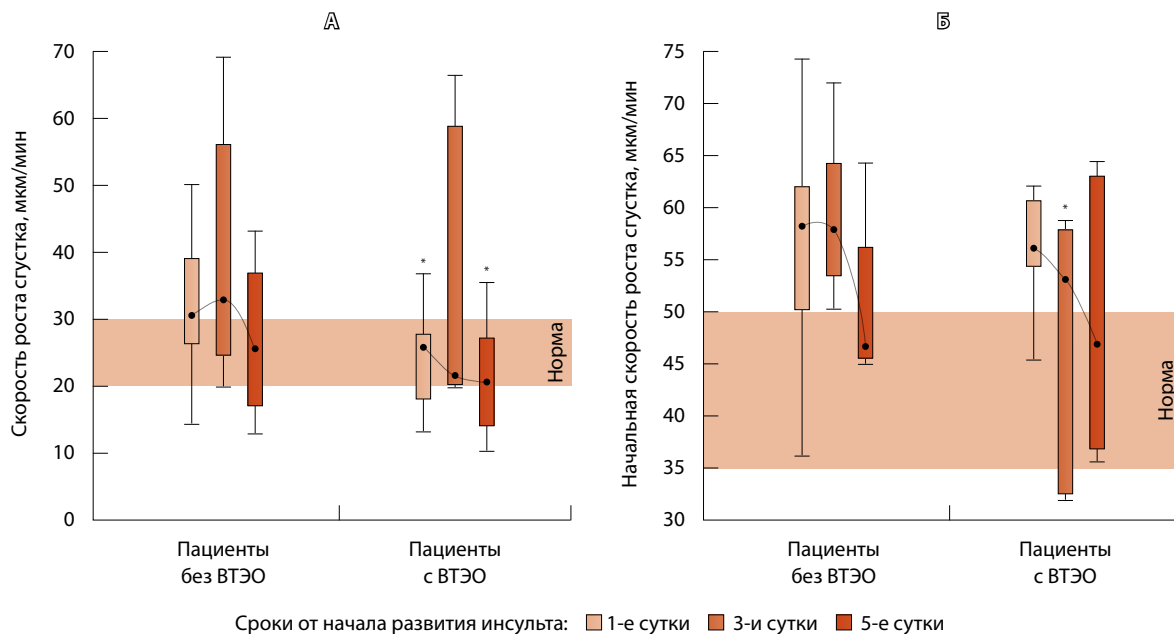 А
Скорость роста сгустка, мкм/мин
70
60
50
40
30
20
10
0
*
*
Норма
Пациенты
без ВТЭО
Пациенты
с ВТЭО
Б
Начальная скорость роста сгустка, мкм/мин
75
70
65
60
55
50
45
40
35
30
*
Норма
Пациенты
без ВТЭО
Пациенты
с ВТЭО
Сроки от начала развития инсульта: 1-е сутки 3-и сутки 5-е сутки